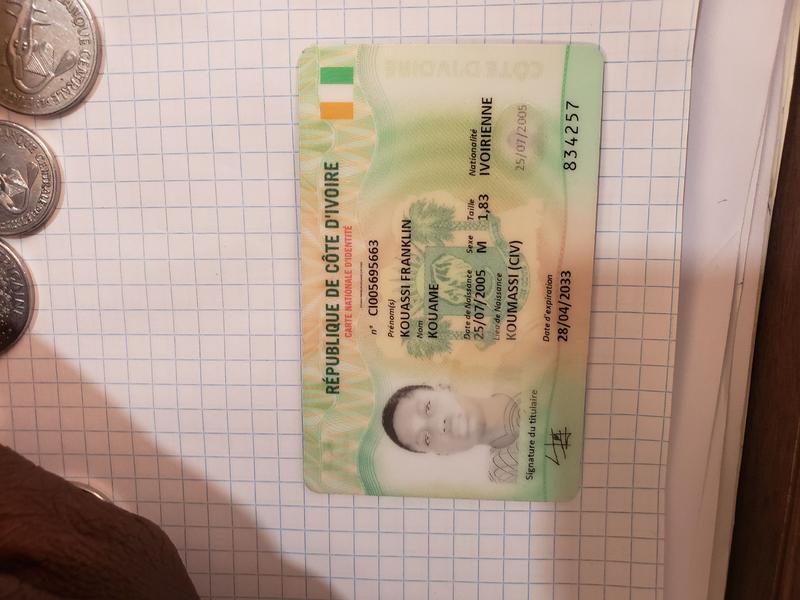 CÔTE D'IVOIRE
RÉPUBLIQUE DE CÔTE D'IVOIRE
CARTE NATIONALE D'IDENTITÉ
n° CI005695663
Prénom(s)
KOUASSI FRANKLIN
Nom
KOUAME
Date de Naissance Sexe Taille Nationalité
25/07/2005 M 1,83 IVOIRIENNE
Lieu de Naissance
KOUMASSI (CIV)
25/07/2005
Date d'expiration
28/04/2033
Signature du titulaire
834257